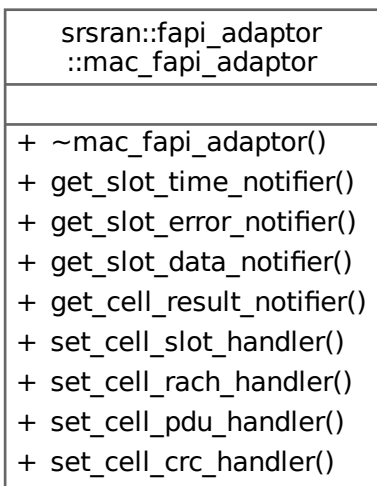 srsran::fapi_adaptor
::mac_fapi_adaptor
+ ~mac_fapi_adaptor()
+ get_slot_time_notifier()
+ get_slot_error_notifier()
+ get_slot_data_notifier()
+ get_cell_result_notifier()
+ set_cell_slot_handler()
+ set_cell_rach_handler()
+ set_cell_pdu_handler()
+ set_cell_crc_handler()